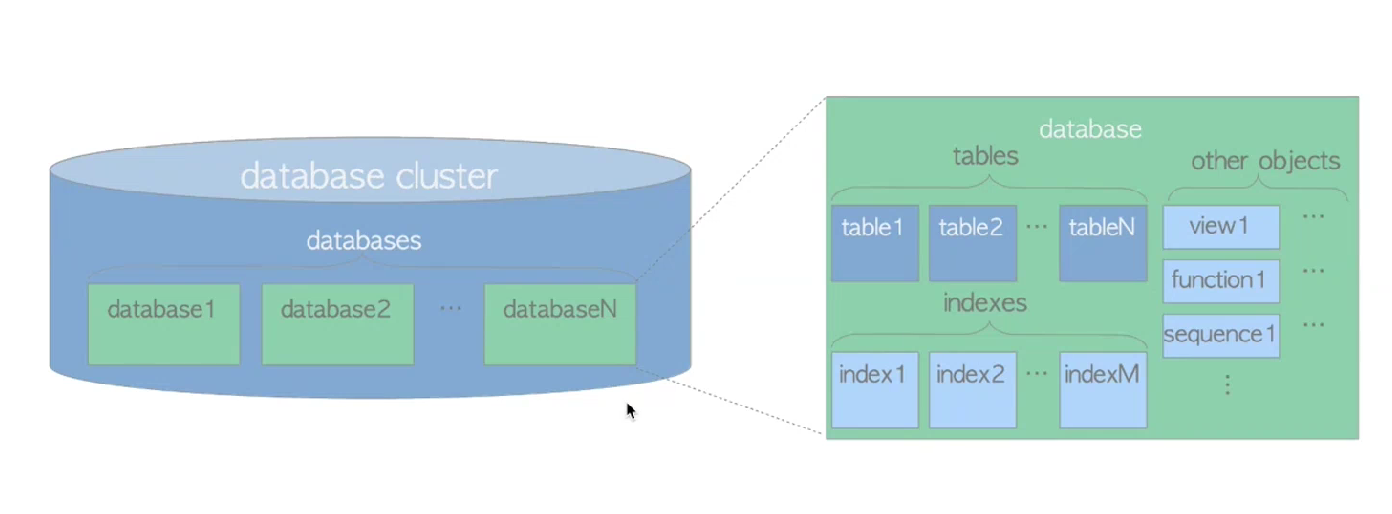 database cluster
databases
database1 database2 ... databaseN
database
tables
other objects
table1 table2 ... tableN
view1 ...
function1 ...
sequence1 ...
⋮
indexes
index1 index2 ... indexM